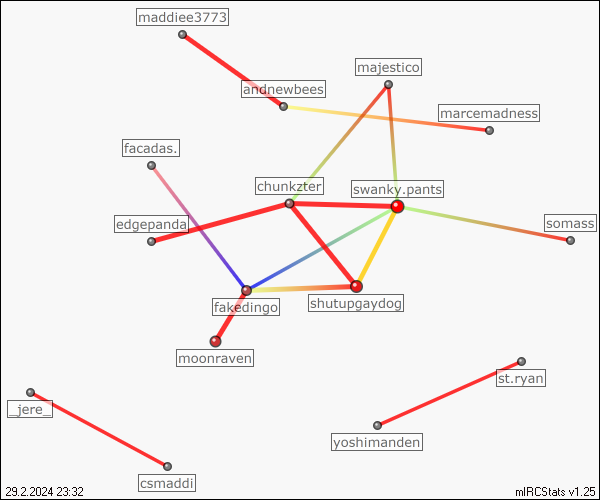 maddiee3773
majestico
andnewbees
marcemadness
facadas.
chunkzter
swanky.pants
edgepanda
somass
fakedingo
shutupgaydog
moonraven
st.ryan
_jere_
yoshimanden
csmaddi
29.2.2024 23:32
mIRCStats v1.25